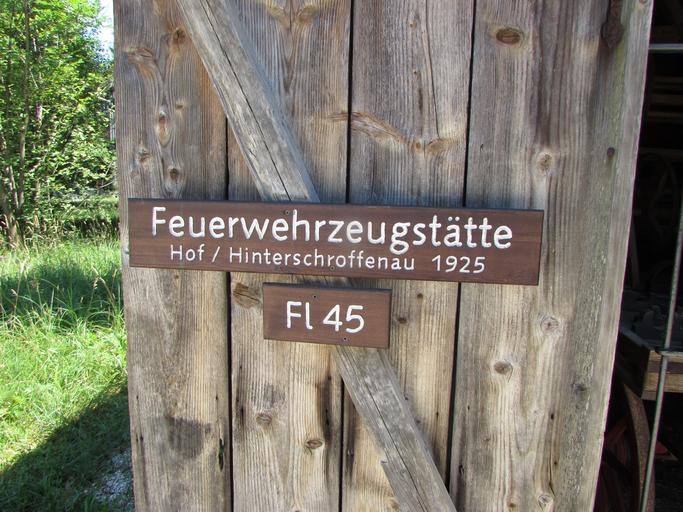 Feuerwehrzeugstätte
Hof / Hinterschroffenau 1925
Fl 45